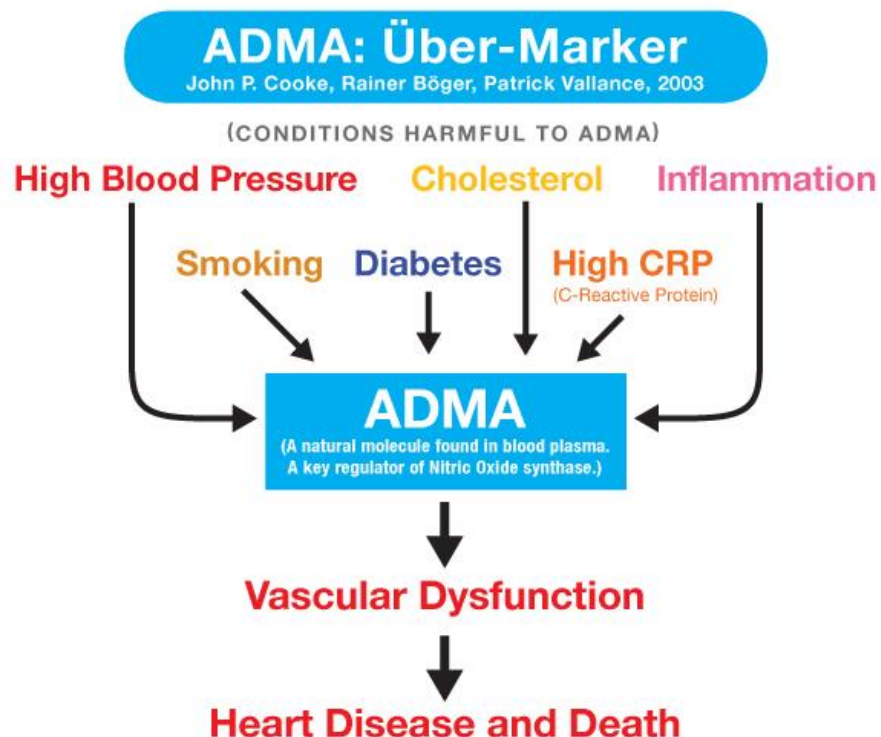 ADMA: Über-Marker
John P. Cooke, Rainer Böger, Patrick Vallance, 2003
(CONDITIONS HARMFUL TO ADMA)
High Blood Pressure
Cholesterol
Inflammation
Smoking
Diabetes
High CRP
(C-Reactive Protein)
ADMA
(A natural molecule found in blood plasma.
A key regulator of Nitric Oxide synthase.)
Vascular Dysfunction
Heart Disease and Death